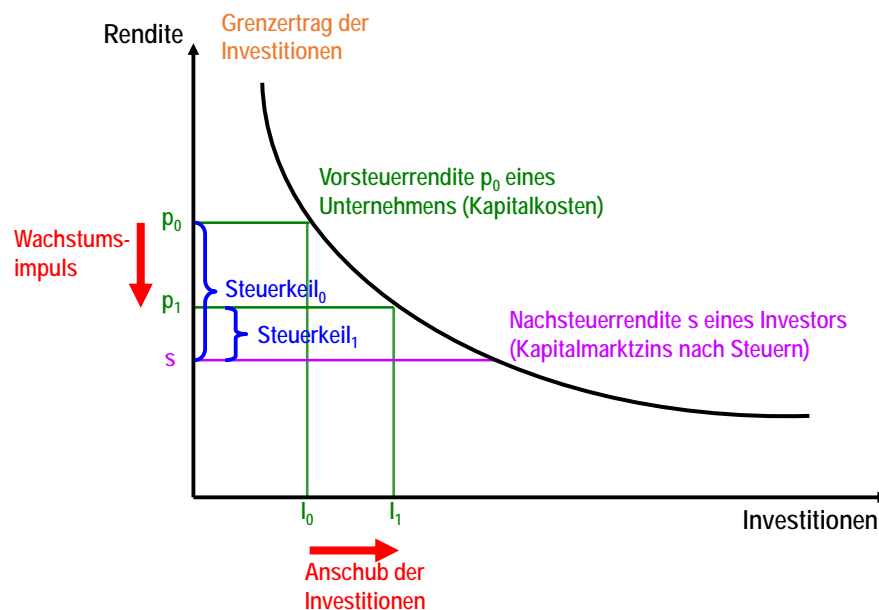 Grenzertrag der
Investitionen
Rendite
Vorsteuerrendite p₀ eines
Unternehmens (Kapitalkosten)
p₀
Wachstums-
impuls
Steuerkeil₀
p₁
Steuerkeil₁
Nachsteuerrendite s eines Investors
(Kapitalmarktzins nach Steuern)
s
I₀
I₁
Investitionen
Anschub der
Investitionen